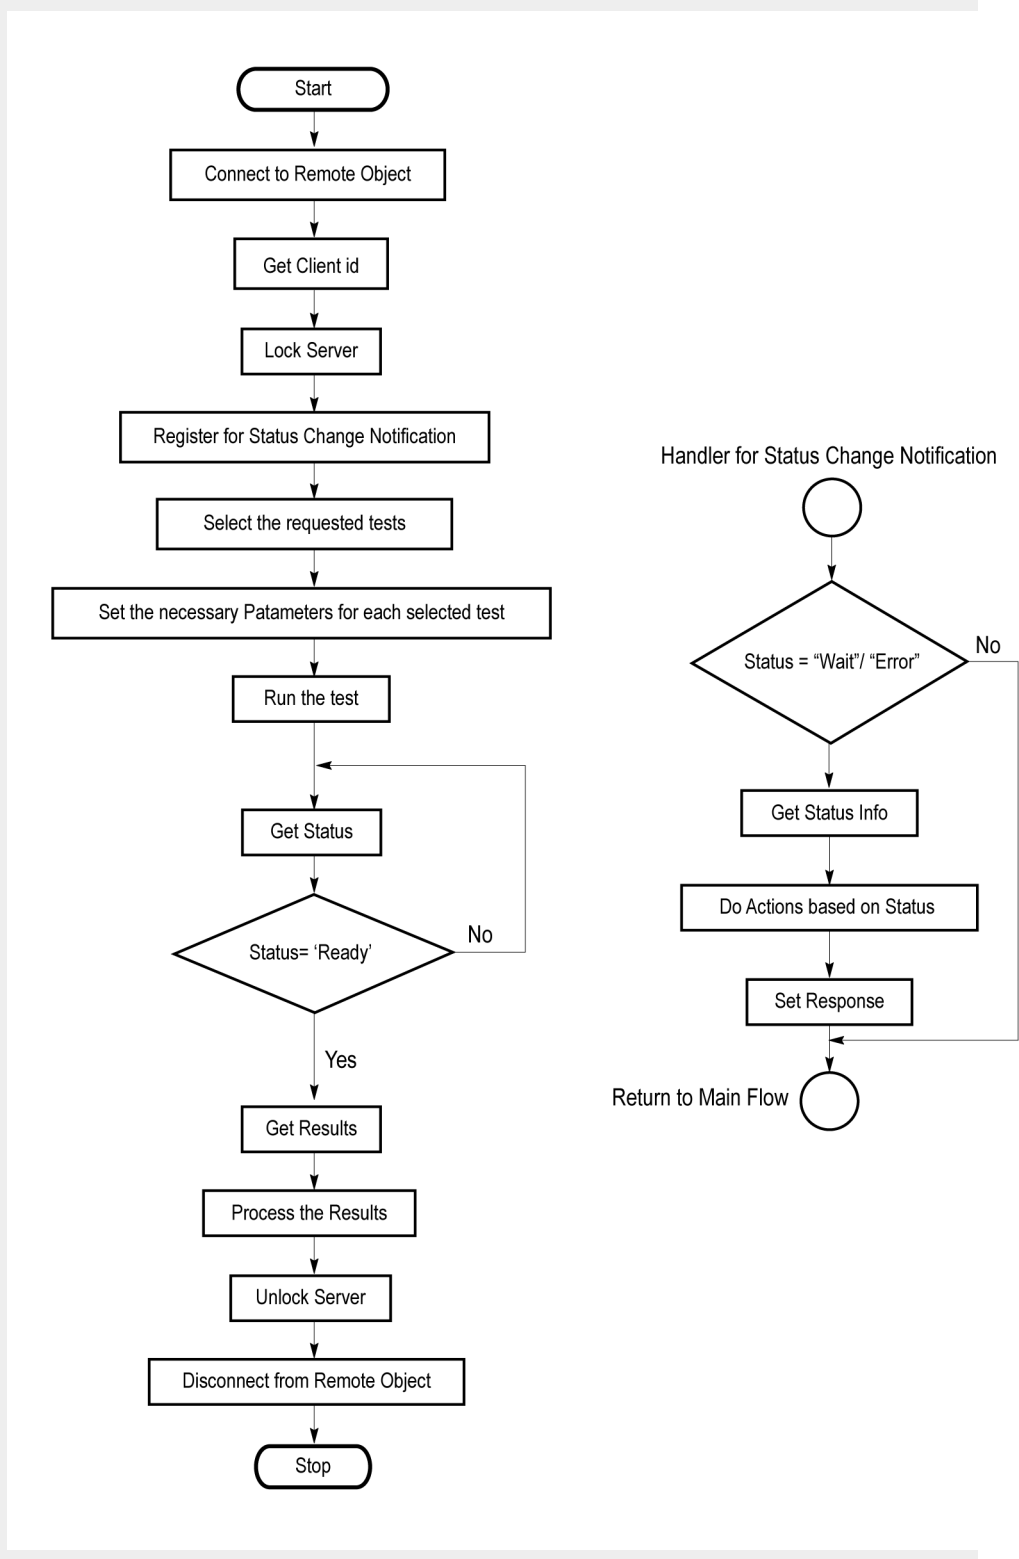 Start
Connect to Remote Object
Get Client id
Lock Server
Register for Status Change Notification
Select the requested tests
Set the necessary Patameters for each selected test
Run the test
Get Status
Status= ‘Ready’
No
Yes
Get Results
Process the Results
Unlock Server
Disconnect from Remote Object
Stop
Handler for Status Change Notification
Status = “Wait”/ “Error”
No
Get Status Info
Do Actions based on Status
Set Response
Return to Main Flow